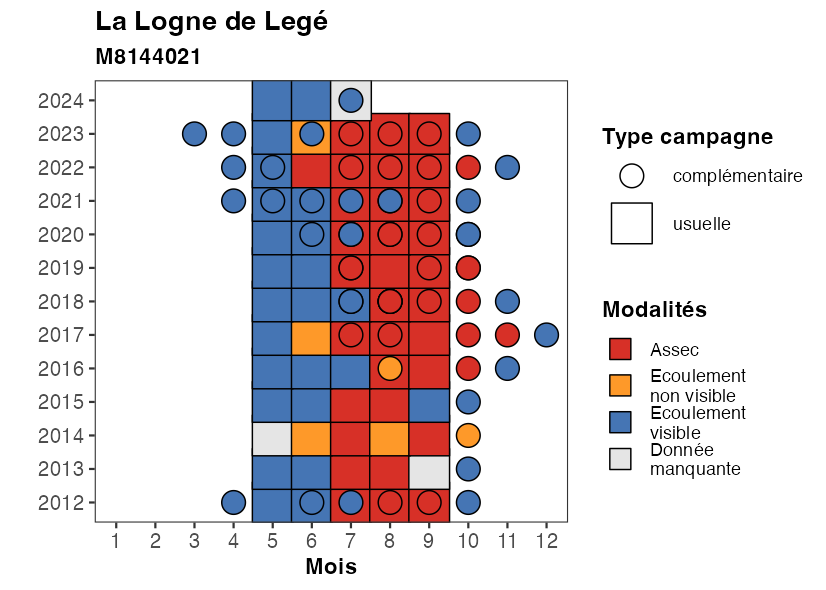 La Logne de Legé
M8144021
2024
2023
2022
2021
2020
2019
2018
2017
2016
2015
2014
2013
2012
1 2 3 4 5 6 7 8 9 10 11 12
Mois
Type campagne
complémentaire
usuelle
Modalités
Assec
Ecoulement
non visible
Ecoulement
visible
Donnée
manquante